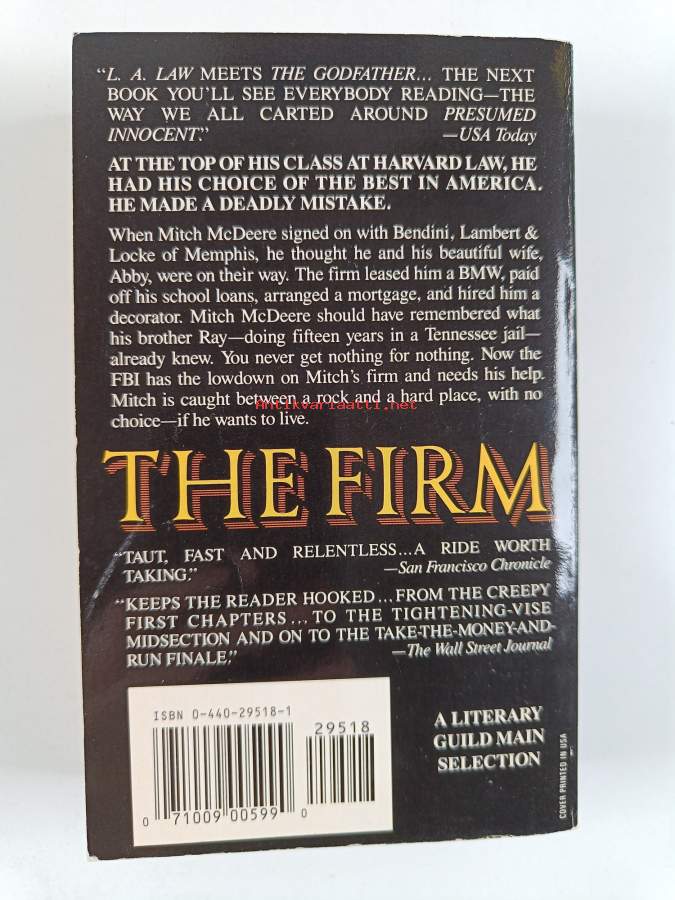 “L. A. LAW MEETS THE GODFATHER... THE NEXT
BOOK YOU’LL SEE EVERYBODY READING—THE
WAY WE ALL CARTED AROUND PRESUMED
INNOCENT.” —USA Today
AT THE TOP OF HIS CLASS AT HARVARD LAW, HE
HAD HIS CHOICE OF THE BEST IN AMERICA.
HE MADE A DEADLY MISTAKE.
When Mitch McDeere signed on with Bendini, Lambert &
Locke of Memphis, he thought he and his beautiful wife,
Abby, were on their way. The firm leased him a BMW, paid
off his school loans, arranged a mortgage, and hired him a
decorator. Mitch McDeere should have remembered what
his brother Ray—doing fifteen years in a Tennessee jail—
already knew. You never get nothing for nothing. Now the
FBI has the lowdown on Mitch’s firm and needs his help.
Mitch is caught between a rock and a hard place, with no
Antikvariaatti.net
choice—if he wants to live.
THE FIRM
“TAUT, FAST AND RELENTLESS...A RIDE WORTH
TAKING.” —San Francisco Chronicle
“KEEPS THE READER HOOKED...FROM THE CREEPY
FIRST CHAPTERS...TO THE TIGHTENING-VISE
MIDSECTION AND ON TO THE TAKE-THE-MONEY-AND-
RUN FINALE.” —The Wall Street Journal
ISBN 0-440-29518-1
29518
0 71009 00599 0
A LITERARY
GUILD MAIN
SELECTION
COVER PRINTED IN USA